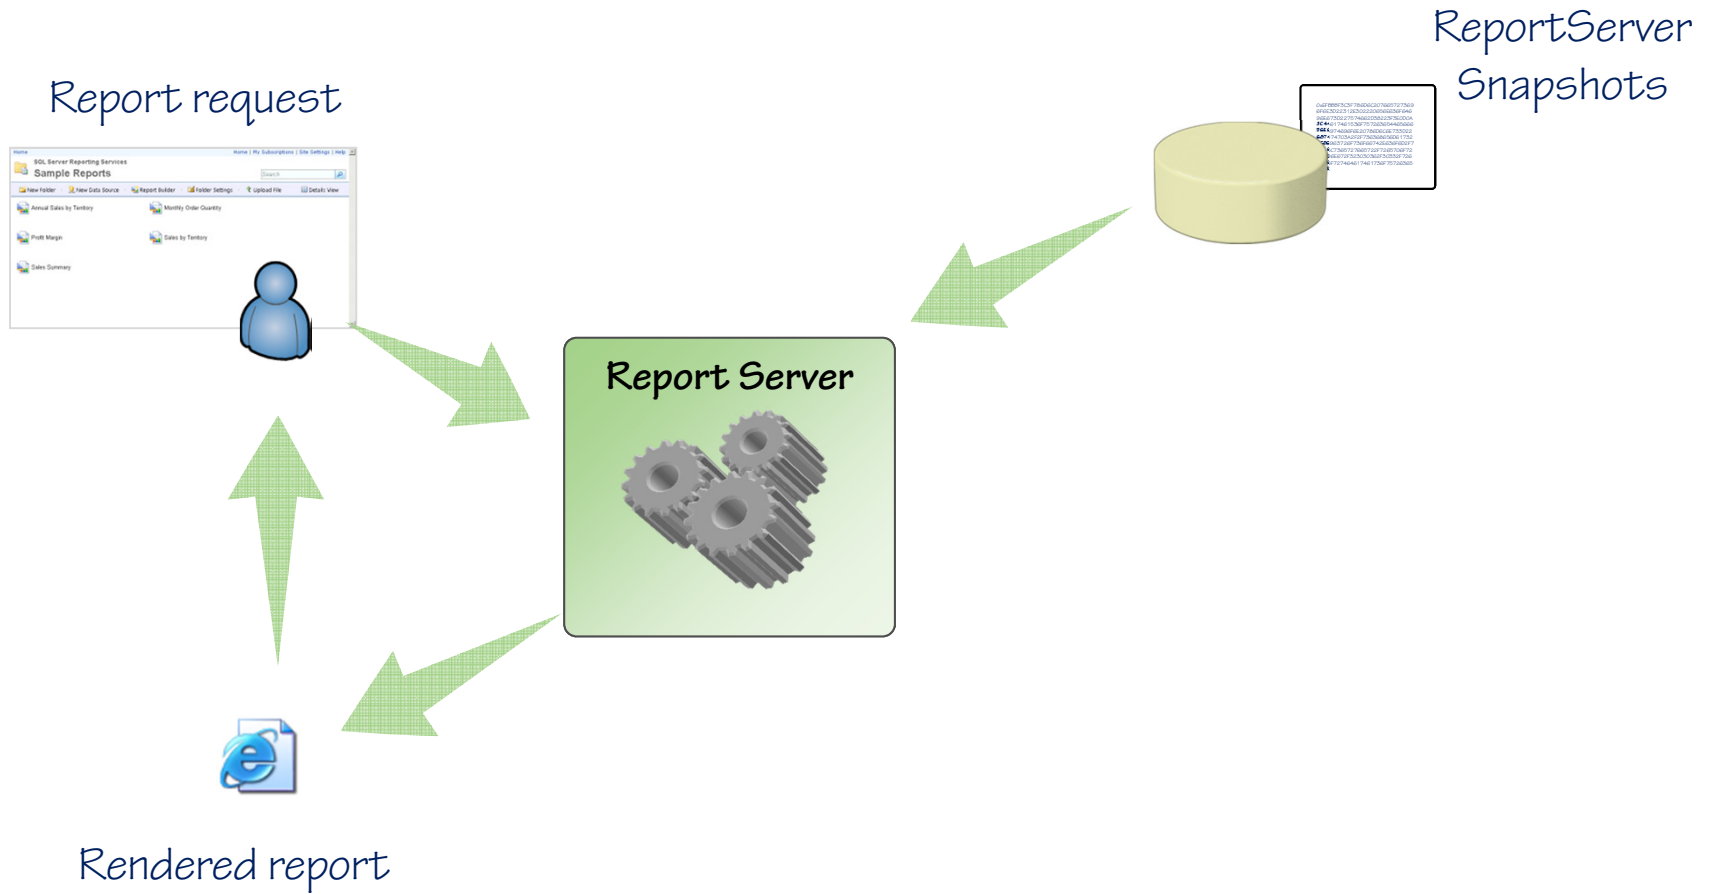 ReportServer
Snapshots
Report request
Home
Home | My Subscriptions | Site Settings | Help
SQL Server Reporting Services
Sample Reports
Search
New Folder
New Data Source
Report Builder
Folder Settings
Upload File
Details View
Annual Sales by Territory
Monthly Order Quantity
Profit Margin
Sales by Territory
Sales Summary
Report Server
Rendered report